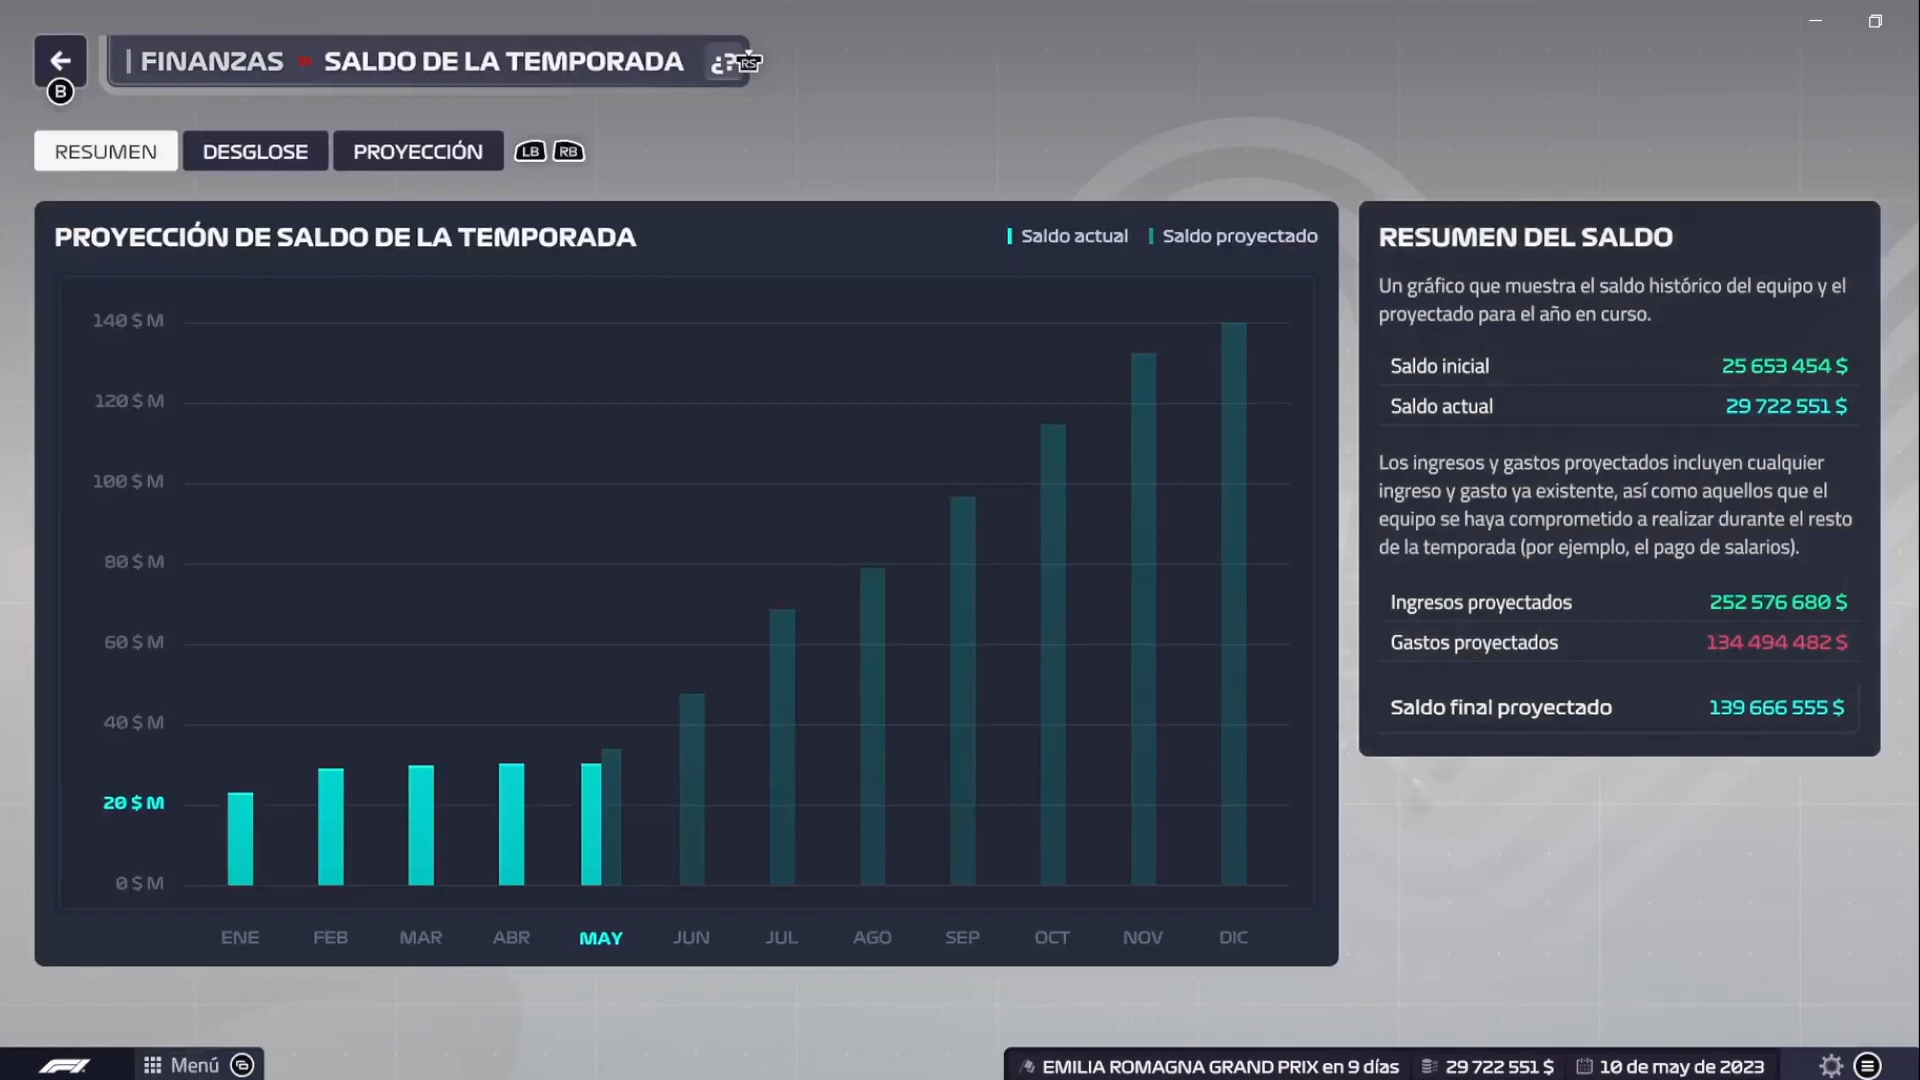 FINANZAS SALDO DE LA TEMPORADA ¿? RS
B
RESUMEN DESGLOSE PROYECCIÓN LB RB
PROYECCIÓN DE SALDO DE LA TEMPORADA
Saldo actual Saldo proyectado
140 $ M
120 $ M
100 $ M
80 $ M
60 $ M
40 $ M
20 $ M
0 $ M
ENE FEB MAR ABR MAY JUN JUL AGO SEP OCT NOV DIC
RESUMEN DEL SALDO
Un gráfico que muestra el saldo histórico del equipo y el
proyectado para el año en curso.
Saldo inicial 25 653 454 $
Saldo actual 29 722 551 $
Los ingresos y gastos proyectados incluyen cualquier
ingreso y gasto ya existente, así como aquellos que el
equipo se haya comprometido a realizar durante el resto
de la temporada (por ejemplo, el pago de salarios).
Ingresos proyectados 252 576 680 $
Gastos proyectados 134 494 482 $
Saldo final proyectado 139 666 555 $
F1 Menú
EMILIA ROMAGNA GRAND PRIX en 9 días 29 722 551 $ 10 de may de 2023